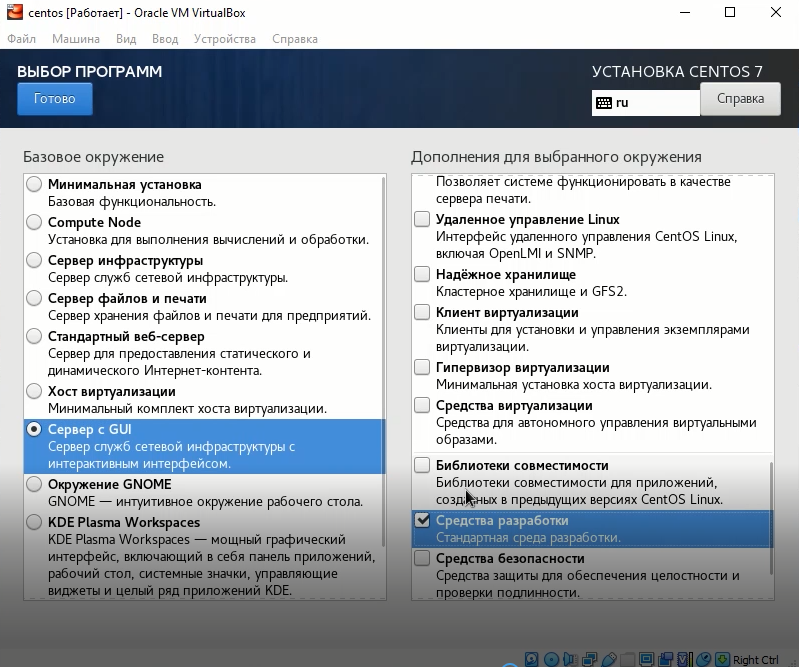 centos [Работает] - Oracle VM VirtualBox
Файл Машина Вид Ввод Устройства Справка
ВЫБОР ПРОГРАММ
Готово
УСТАНОВКА CENTOS 7
ru
Справка
Базовое окружение
Минимальная установка
Базовая функциональность.
Compute Node
Установка для выполнения вычислений и обработки.
Сервер инфраструктуры
Сервер служб сетевой инфраструктуры.
Сервер файлов и печати
Сервер хранения файлов и печати для предприятий.
Стандартный веб-сервер
Сервер для предоставления статического и
динамического Интернет-контента.
Хост виртуализации
Минимальный комплект хоста виртуализации.
Сервер с GUI
Сервер служб сетевой инфраструктуры с
интерактивным интерфейсом.
Окружение GNOME
GNOME — интуитивное окружение рабочего стола.
KDE Plasma Workspaces
KDE Plasma Workspaces — мощный графический
интерфейс, включающий в себя панель приложений,
рабочий стол, системные значки, управляющие
виджеты и целый ряд приложений KDE.
Дополнения для выбранного окружения
Позволяет системе функционировать в качестве
сервера печати.
Удаленное управление Linux
Интерфейс удаленного управления CentOS Linux,
включая OpenLMI и SNMP.
Надёжное хранилище
Кластерное хранилище и GFS2.
Клиент виртуализации
Клиенты для установки и управления экземплярами
виртуализации.
Гипервизор виртуализации
Минимальная установка хоста виртуализации.
Средства виртуализации
Средства для автономного управления виртуальными
образами.
Библиотеки совместимости
Библиотеки совместимости для приложений,
созданных в предыдущих версиях CentOS Linux.
Средства разработки
Стандартная среда разработки.
Средства безопасности
Средства защиты для обеспечения целостности и
проверки подлинности.
Right Ctrl